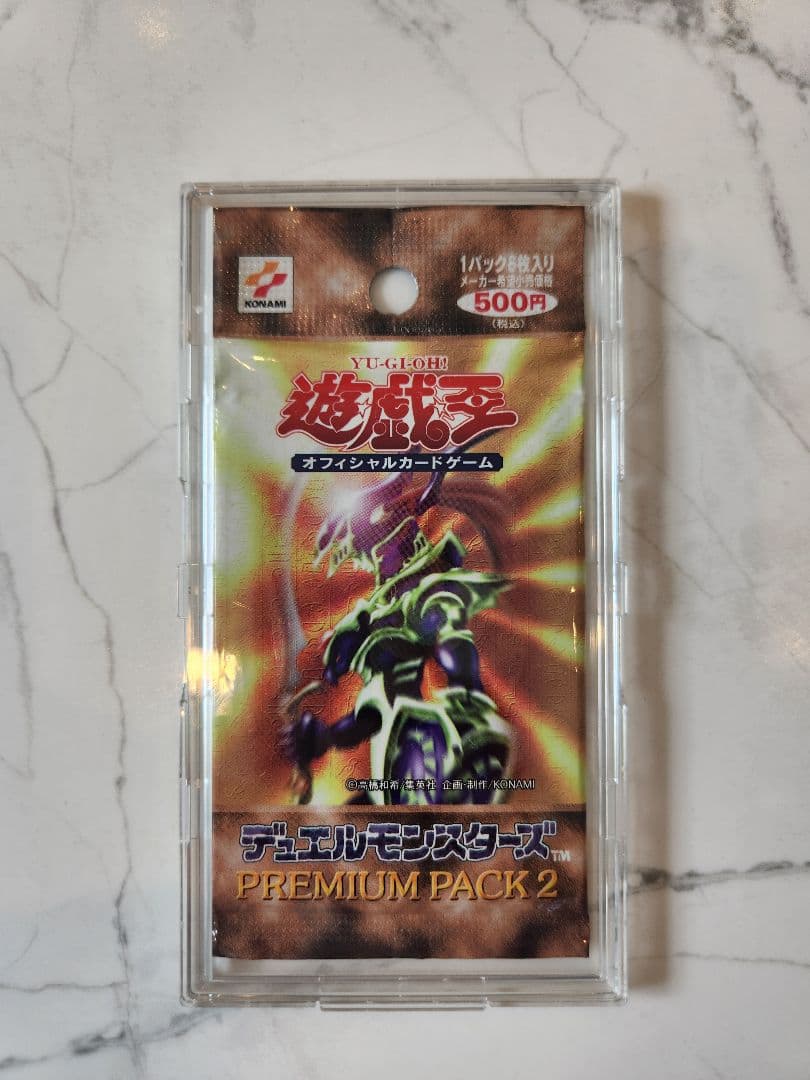 KONAMI
1パック5枚入り
メーカー希望小売価格
500円
(税込)
YU-GI-OH!
遊戯王
オフィシャルカードゲーム
©高橋和希/集英社 企画・制作/KONAMI
デュエルモンスターズ™
PREMIUM PACK 2